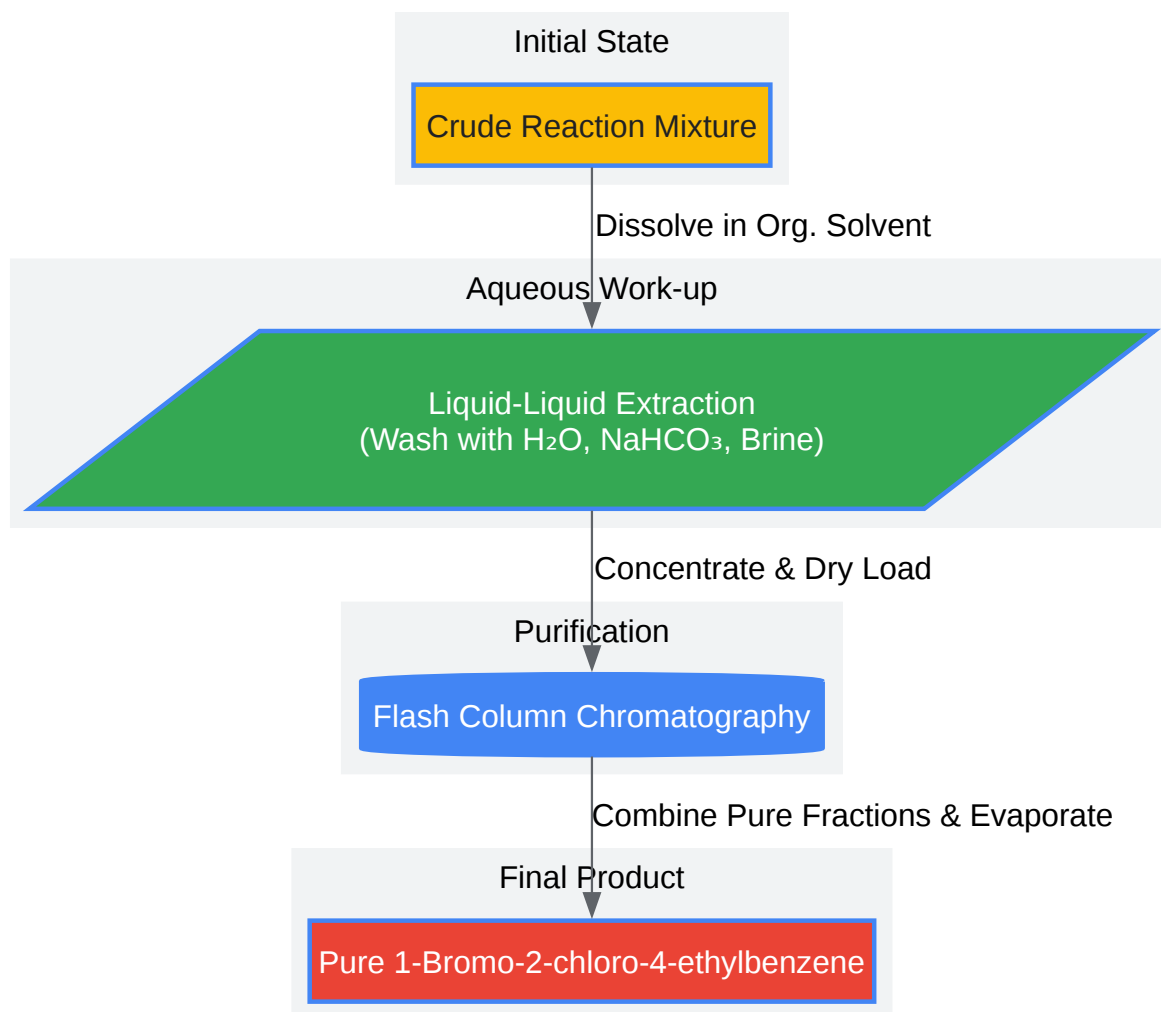 Initial State
Crude Reaction Mixture
Dissolve in Org. Solvent
Aqueous Work-up
Liquid-Liquid Extraction
(Wash with H₂O, NaHCO₃, Brine)
Concentrate & Dry Load
Purification
Flash Column Chromatography
Combine Pure Fractions & Evaporate
Final Product
Pure 1-Bromo-2-chloro-4-ethylbenzene